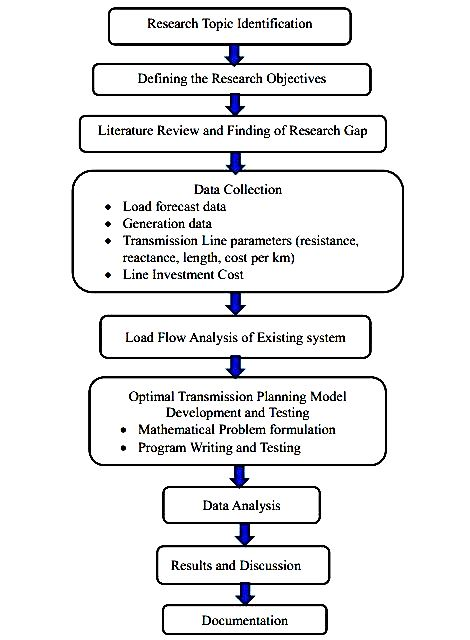 Research Topic Identification
Defining the Research Objectives
Literature Review and Finding of Research Gap
Data Collection
• Load forecast data
• Generation data
• Transmission Line parameters (resistance,
reactance, length, cost per km)
• Line Investment Cost
Load Flow Analysis of Existing system
Optimal Transmission Planning Model
Development and Testing
• Mathematical Problem formulation
• Program Writing and Testing
Data Analysis
Results and Discussion
Documentation